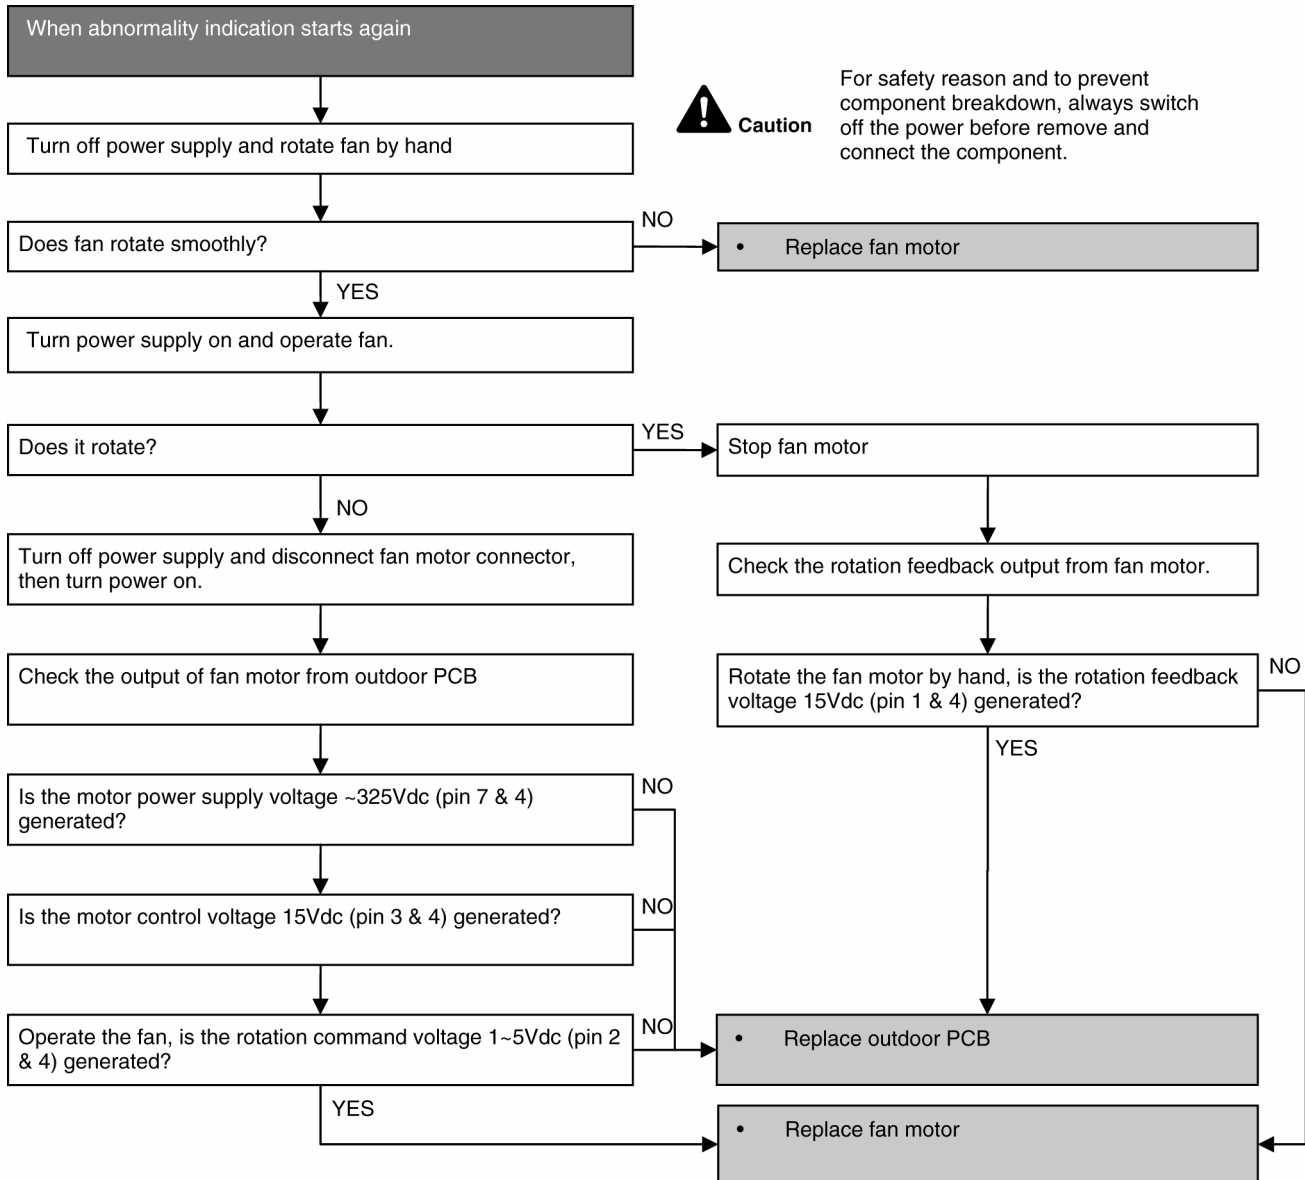 When abnormality indication starts again
For safety reason and to prevent
component breakdown, always switch
off the power before remove and
connect the component.
Caution
Turn off power supply and rotate fan by hand
Does fan rotate smoothly?
NO
• Replace fan motor
YES
Turn power supply on and operate fan.
Does it rotate?
YES
Stop fan motor
NO
Turn off power supply and disconnect fan motor connector,
then turn power on.
Check the rotation feedback output from fan motor.
Check the output of fan motor from outdoor PCB
Rotate the fan motor by hand, is the rotation feedback
voltage 15Vdc (pin 1 & 4) generated?
NO
YES
Is the motor power supply voltage ~325Vdc (pin 7 & 4)
generated?
NO
Is the motor control voltage 15Vdc (pin 3 & 4) generated?
NO
Operate the fan, is the rotation command voltage 1~5Vdc (pin 2
& 4) generated?
NO
• Replace outdoor PCB
YES
• Replace fan motor